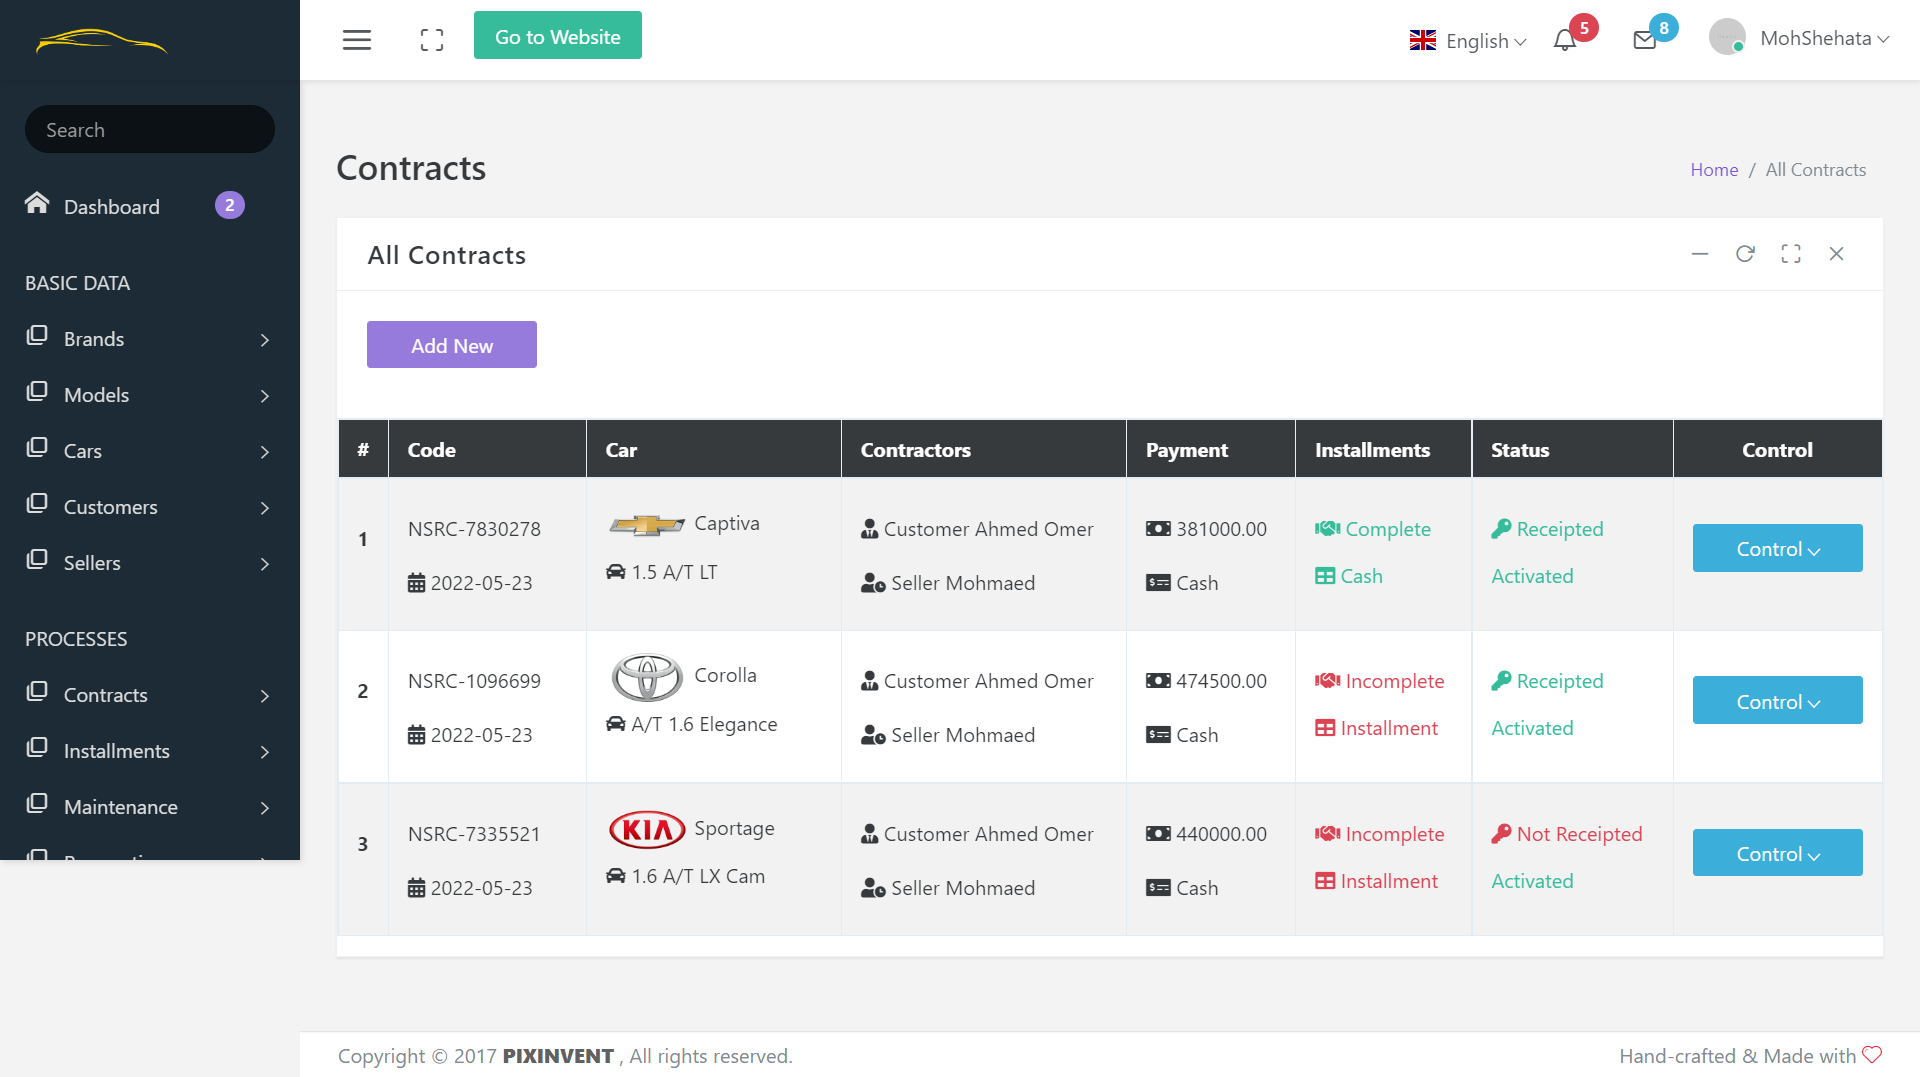 Go to Website
English
5
8
MohShehata
Search
Dashboard
2
BASIC DATA
Brands
Models
Cars
Customers
Sellers
PROCESSES
Contracts
Installments
Maintenance
Contracts
Home / All Contracts
All Contracts
Add New
# Code Car Contractors Payment Installments Status Control
1
NSRC-7830278
2022-05-23
Captiva
1.5 A/T LT
Customer Ahmed Omer
Seller Mohmaed
381000.00
Cash
Complete
Cash
Receipted
Activated
Control
2
NSRC-1096699
2022-05-23
Corolla
A/T 1.6 Elegance
Customer Ahmed Omer
Seller Mohmaed
474500.00
Cash
Incomplete
Installment
Receipted
Activated
Control
3
NSRC-7335521
2022-05-23
KIA Sportage
1.6 A/T LX Cam
Customer Ahmed Omer
Seller Mohmaed
440000.00
Cash
Incomplete
Installment
Not Receipted
Activated
Control
Copyright © 2017 PIXINVENT , All rights reserved.
Hand-crafted & Made with